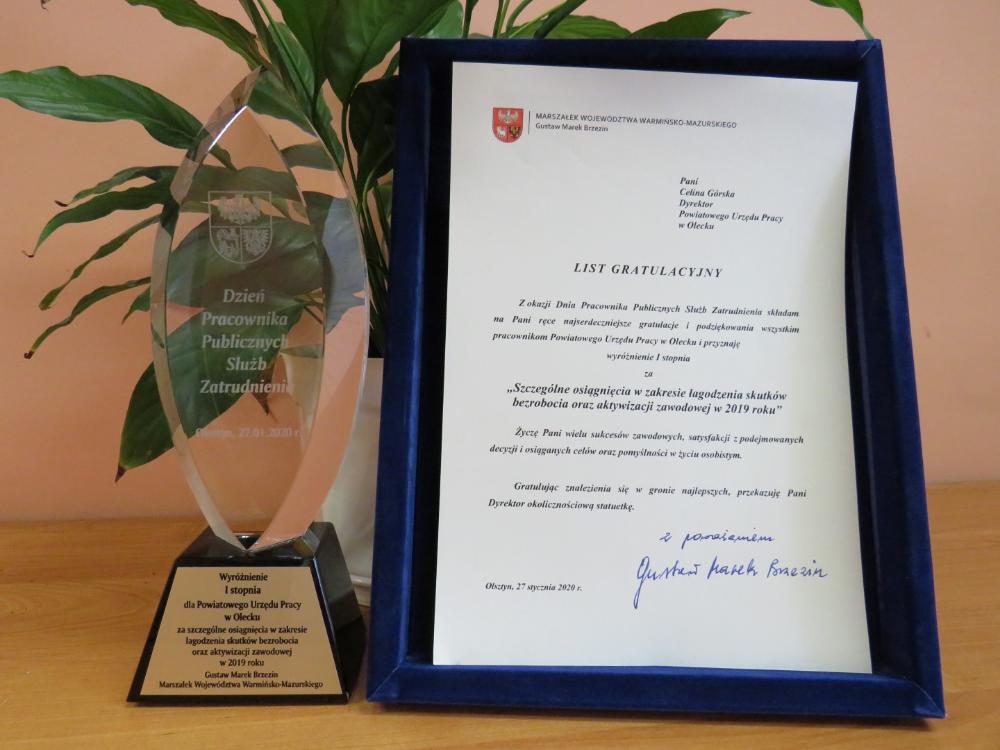 Dzień
Pracownika
Publicznych
Służb
Zatrudnienia
Olsztyn, 27.01.2020 r.
Wyróżnienie
I stopnia
dla Powiatowego Urzędu Pracy
w Olecku
za szczególne osiągnięcia w zakresie
łagodzenia skutków bezrobocia
oraz aktywizacji zawodowej
w 2019 roku
Gustaw Marek Brzezin
Marszałek Województwa Warmińsko-Mazurskiego
MARSZAŁEK WOJEWÓDZTWA WARMIŃSKO-MAZURSKIEGO
Gustaw Marek Brzezin
Pani
Celina Górska
Dyrektor
Powiatowego Urzędu Pracy
w Olecku
LIST GRATULACYJNY
Z okazji Dnia Pracownika Publicznych Służb Zatrudnienia składam
na Pani ręce najserdeczniejsze gratulacje i podziękowania wszystkim
pracownikom Powiatowego Urzędu Pracy w Olecku i przyznaję
wyróżnienie I stopnia
za
„Szczególne osiągnięcia w zakresie łagodzenia skutków
bezrobocia oraz aktywizacji zawodowej w 2019 roku”
Życzę Pani wielu sukcesów zawodowych, satysfakcji z podejmowanych
decyzji i osiąganych celów oraz pomyślności w życiu osobistym.
Gratulując znalezienia się w gronie najlepszych, przekazuję Pani
Dyrektor okolicznościową statuetkę.
z poważaniem
Gustaw Marek Brzezin
Olsztyn, 27 stycznia 2020 r.